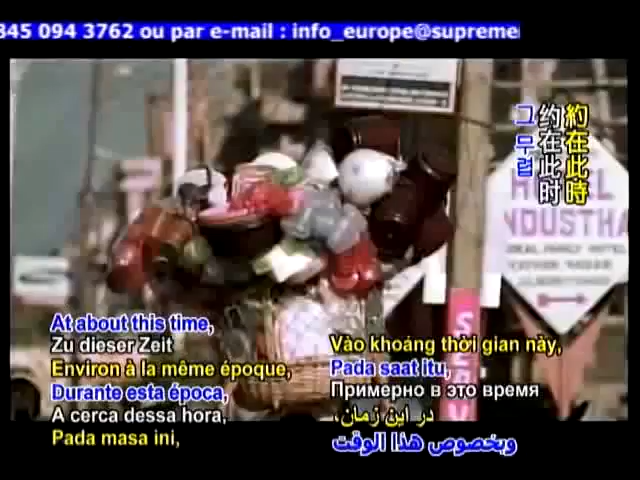 345 094 3762 ou par e-mail : info_europe@supreme
約在此時
约在此时
그 무렵
NDUSTHA
At about this time,
Zu dieser Zeit
Environ à la même époque,
Durante esta época,
A cerca dessa hora,
Pada masa ini,
Vào khoảng thời gian này,
Pada saat itu,
Примерно в это время
در این زمان،
وبخصوص هذا الوقت